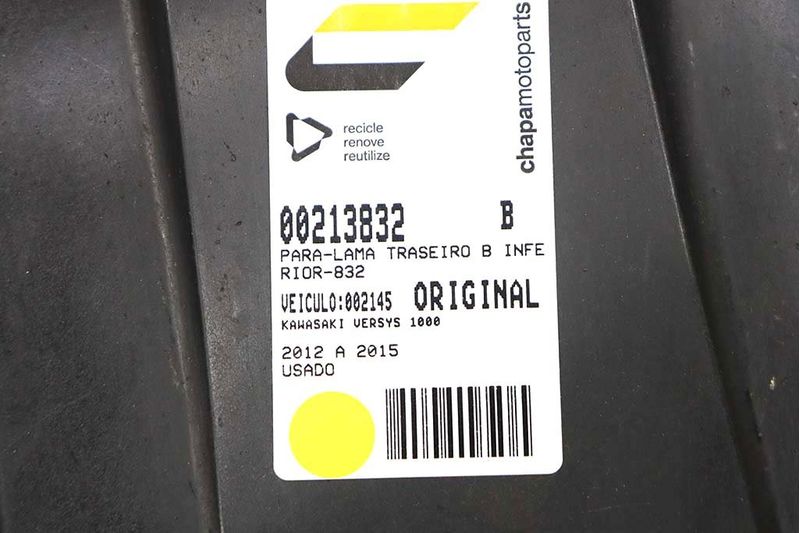 chapamotoparts
recicle
renove
reutilize
00213832 B
PARA-LAMA TRASEIRO B INFE
RIOR-832
VEICULO:002145 ORIGINAL
KAWASAKI VERSYS 1000
2012 A 2015
USADO